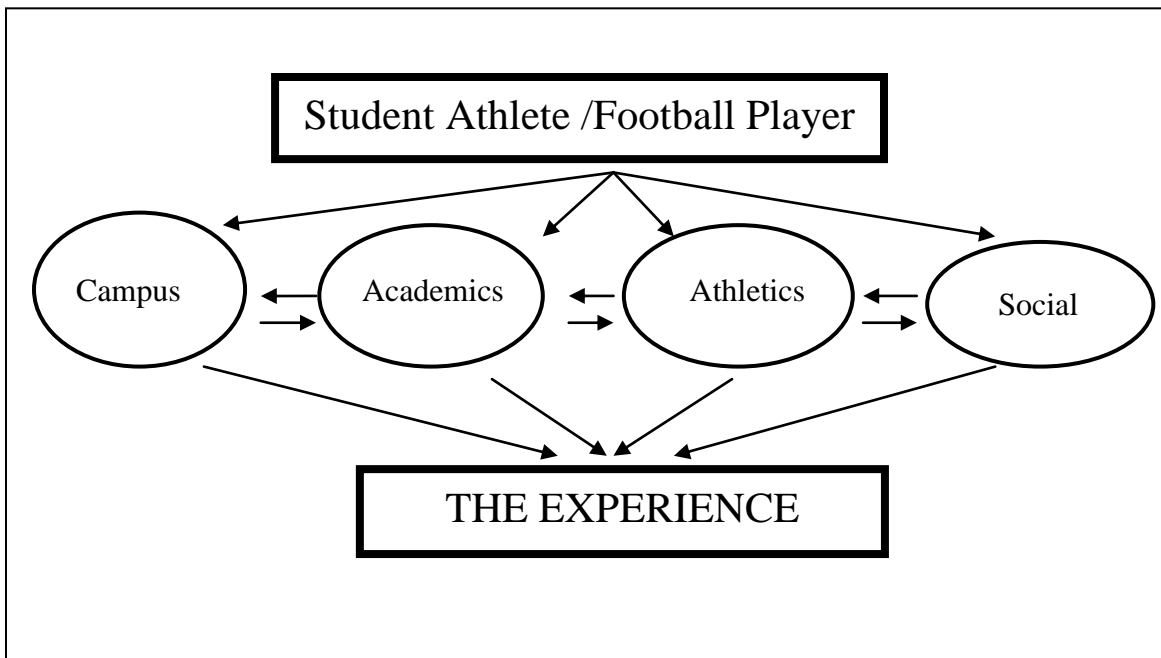 Student Athlete /Football Player
Campus
Academics
Athletics
Social
THE EXPERIENCE